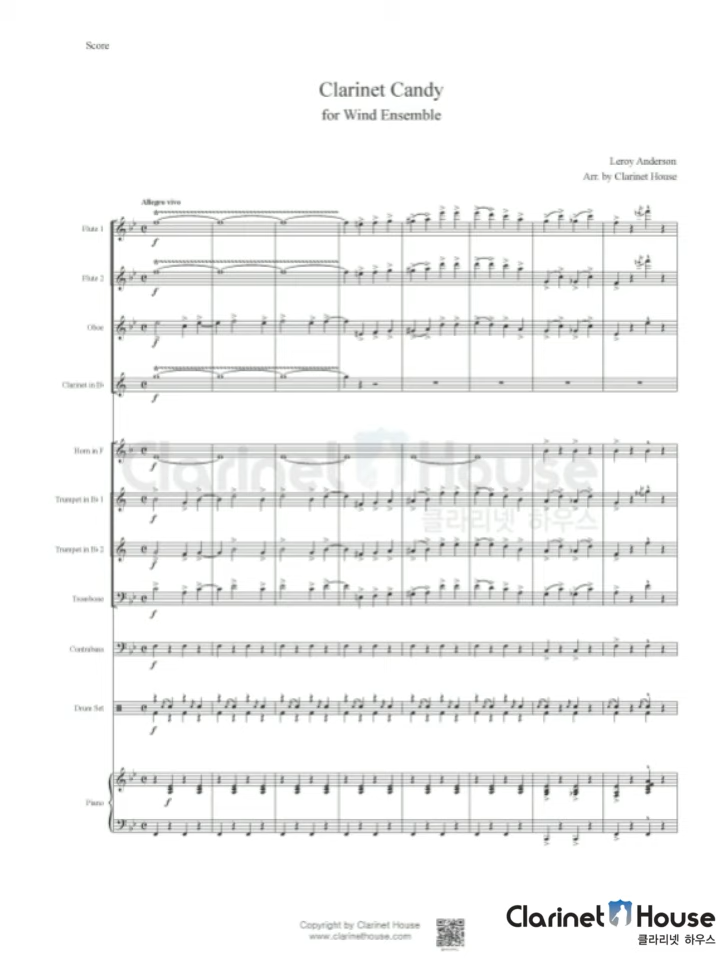 Score
Clarinet Candy
for Wind Ensemble
Leroy Anderson
Arr. by Clarinet House
Allegro vivo
Flute 1
f
Flute 2
f
Oboe
f
Clarinet in B♭
f
Horn in F
f
Clarinet House
클라리넷 하우스
Trumpet in B♭ 1
f
Trumpet in B♭ 2
f
Trombone
f
Contrabass
f
Drum Set
f
Piano
f
Copyright by Clarinet House
www.clarinethouse.com
Clarinet House
클라리넷 하우스